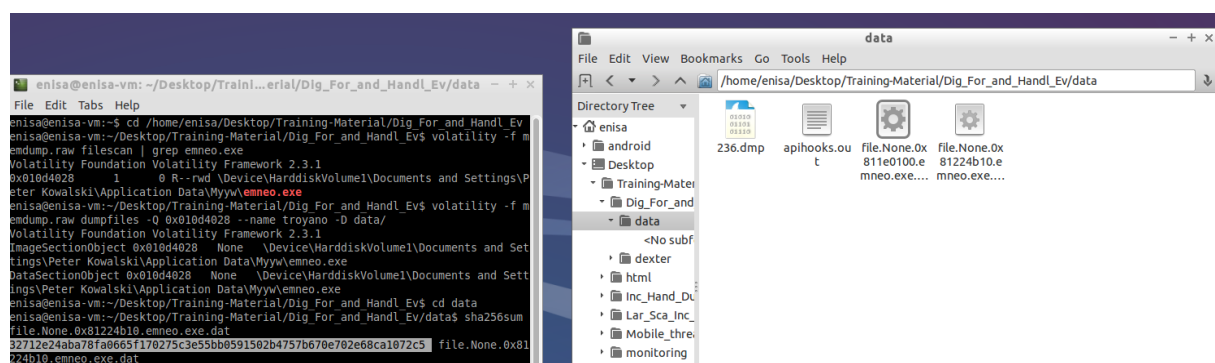 enisa@enisa-vm: ~/Desktop/Traini...erial/Dig_For_and_Handl_Ev/data
File Edit Tabs Help
enisa@enisa-vm:~$ cd /home/enisa/Desktop/Training-Material/Dig_For_and_Handl_Ev
enisa@enisa-vm:~/Desktop/Training-Material/Dig_For_and_Handl_Ev$ volatility -f m
emdump.raw filescan | grep emneo.exe
Volatility Foundation Volatility Framework 2.3.1
0x010d4028 1 0 R--rwd \Device\HarddiskVolume1\Documents and Settings\P
eter Kowalski\Application Data\Myyw\emneo.exe
enisa@enisa-vm:~/Desktop/Training-Material/Dig_For_and_Handl_Ev$ volatility -f m
emdump.raw dumpfiles -Q 0x010d4028 --name troyano -D data/
Volatility Foundation Volatility Framework 2.3.1
ImageSectionObject 0x010d4028 None \Device\HarddiskVolume1\Documents and Set
tings\Peter Kowalski\Application Data\Myyw\emneo.exe
DataSectionObject 0x010d4028 None \Device\HarddiskVolume1\Documents and Sett
ings\Peter Kowalski\Application Data\Myyw\emneo.exe
enisa@enisa-vm:~/Desktop/Training-Material/Dig_For_and_Handl_Ev$ cd data
enisa@enisa-vm:~/Desktop/Training-Material/Dig_For_and_Handl_Ev/data$ sha256sum
file.None.0x81224b10.emneo.exe.dat
32712e24aba78fa0665f170275c3e55bb0591502b4757b670e702e68ca1072c5 file.None.0x81
224b10.emneo.exe.dat
data
File Edit View Bookmarks Go Tools Help
/home/enisa/Desktop/Training-Material/Dig_For_and_Handl_Ev/data
Directory Tree
enisa
android
Desktop
Training-Mater
Dig_For_and
data
<No subf
dexter
html
Inc_Hand_Du
Lar_Sca_Inc_
Mobile_thre
monitoring
01010
01101
01110
236.dmp
apihooks.ou
t
file.None.0x
811e0100.e
mneo.exe....
file.None.0x
81224b10.e
mneo.exe....